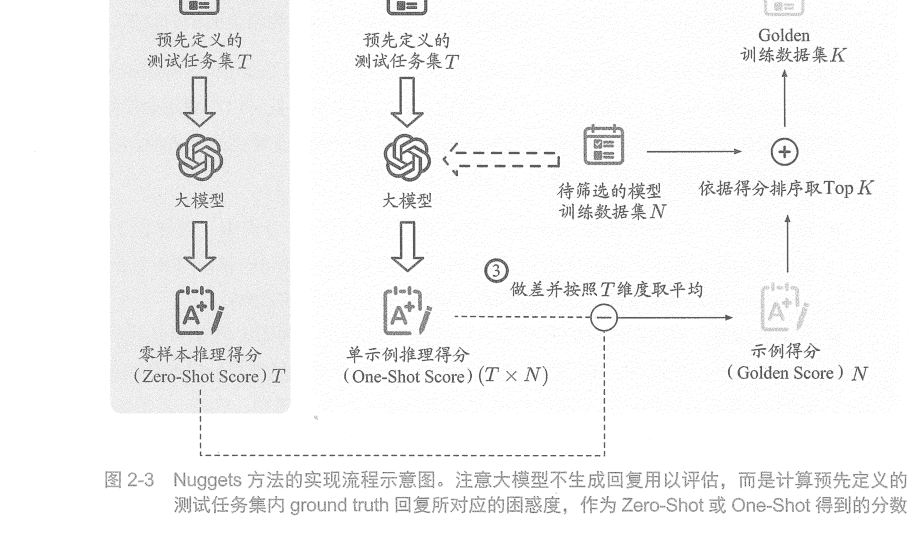 预先定义的
测试任务集T
大模型
零样本推理得分
（Zero-Shot Score）T
预先定义的
测试任务集T
大模型
单示例推理得分
（One-Shot Score）(T × N)
待筛选的模型
训练数据集N
③
做差并按照T维度取平均
Golden
训练数据集K
依据得分排序取Top K
示例得分
（Golden Score）N
图 2-3 Nuggets 方法的实现流程示意图。注意大模型不生成回复用以评估，而是计算预先定义的
测试任务集内 ground truth 回复所对应的困惑度，作为 Zero-Shot 或 One-Shot 得到的分数